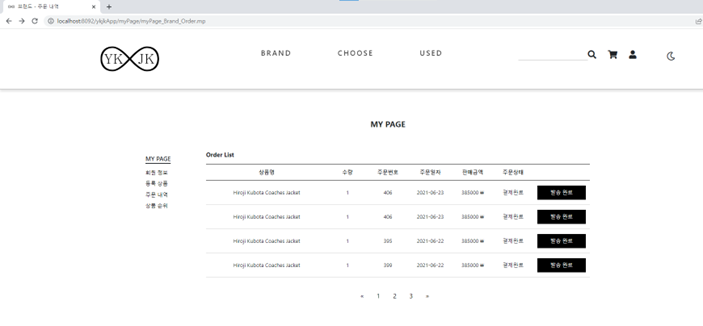 프랜드 - 주문 내역
localhost:8092/ykjkApp/myPage/myPage_Brand_Order.mp
YK JK
BRAND CHOOSE USED
MY PAGE
MY PAGE
회원 정보
등록 상품
주문 내역
상품 순위
Order List
상품명 수량 주문번호 주문일자 판매금액 주문상태
Hiroji Kubota Coaches Jacket 1 406 2021-06-23 385000 ₩ 결제완료 발송 완료
Hiroji Kubota Coaches Jacket 1 406 2021-06-23 385000 ₩ 결제완료 발송 완료
Hiroji Kubota Coaches Jacket 1 395 2021-06-22 385000 ₩ 결제완료 발송 완료
Hiroji Kubota Coaches Jacket 1 399 2021-06-22 385000 ₩ 결제완료 발송 완료
« 1 2 3 »